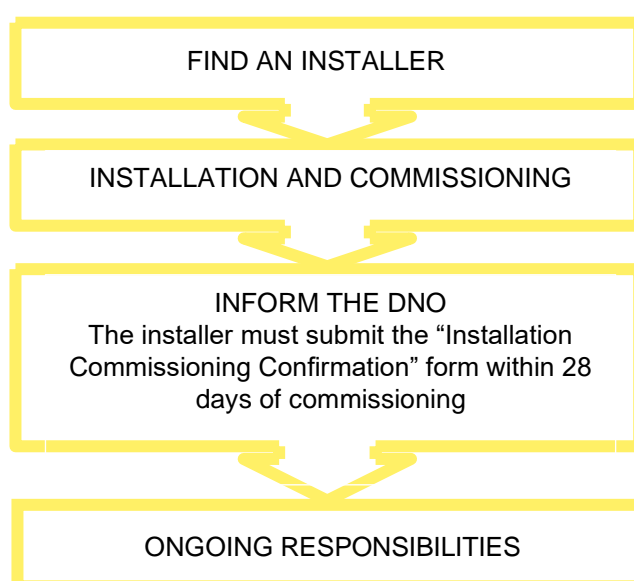 FIND AN INSTALLER
INSTALLATION AND COMMISSIONING
INFORM THE DNO
The installer must submit the “Installation
Commissioning Confirmation” form within 28
days of commissioning
ONGOING RESPONSIBILITIES